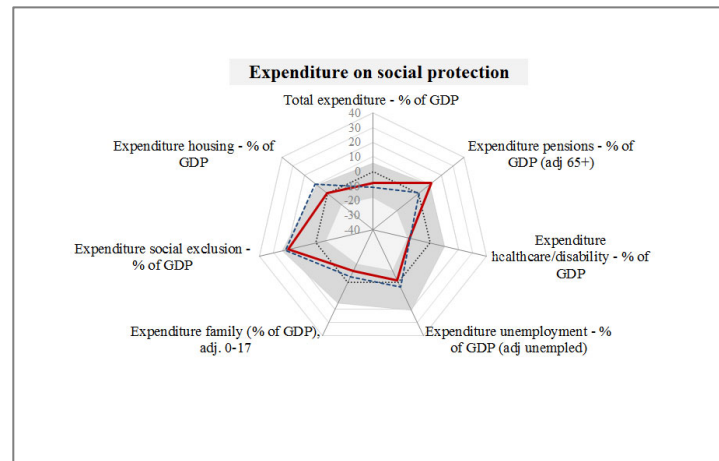 Expenditure on social protection
Total expenditure - % of GDP
40
30
20
10
0
-10
-20
-30
-40
Expenditure pensions - % of
GDP (adj 65+)
Expenditure
healthcare/disability - % of
GDP
Expenditure unemployment - %
of GDP (adj unempled)
Expenditure family (% of GDP),
adj. 0-17
Expenditure social exclusion -
% of GDP
Expenditure housing - % of
GDP